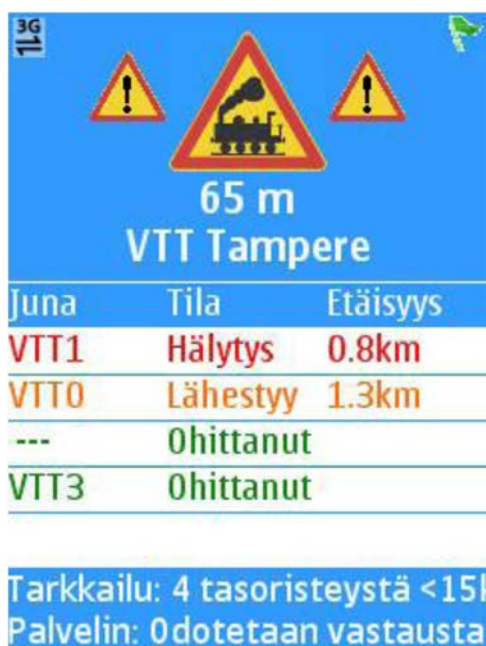 3G
65 m
VTT Tampere
Juna Tila Etäisyys
VTT1 Hälytys 0.8km
VTT0 Lähestyy 1.3km
--- Ohittanut
VTT3 Ohittanut
Tarkkailu: 4 tasoristeystä <15k
Palvelin: Odotetaan vastausta